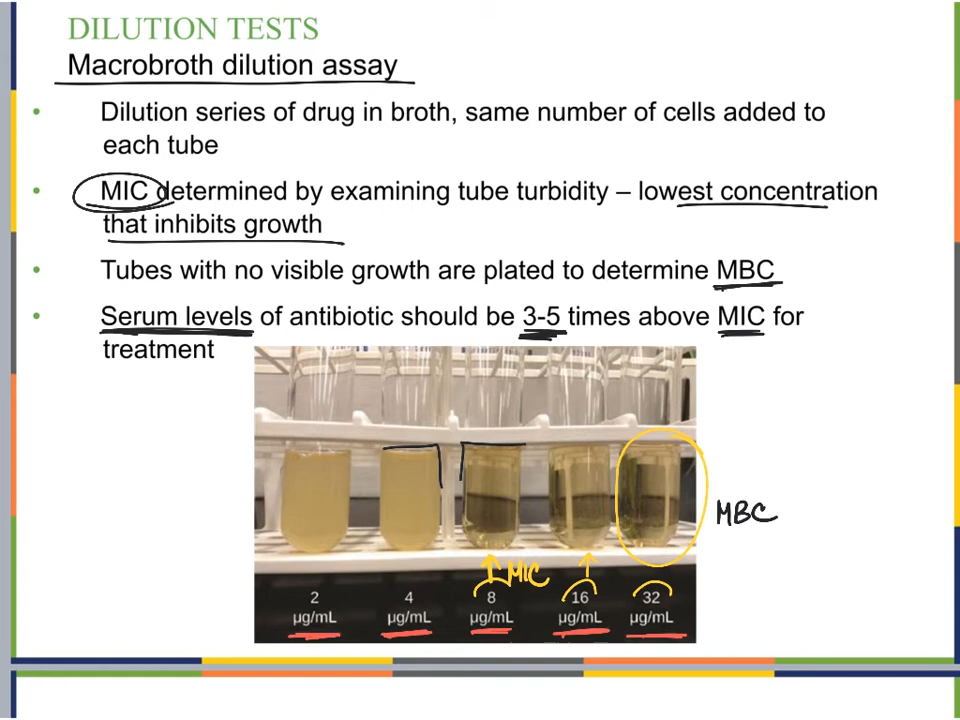 DILUTION TESTS
Macrobroth dilution assay
• Dilution series of drug in broth, same number of cells added to
each tube
• MIC determined by examining tube turbidity – lowest concentration
that inhibits growth
• Tubes with no visible growth are plated to determine MBC
• Serum levels of antibiotic should be 3-5 times above MIC for
treatment
MBC
MIC
2 4 8 16 32
µg/mL µg/mL µg/mL µg/mL µg/mL